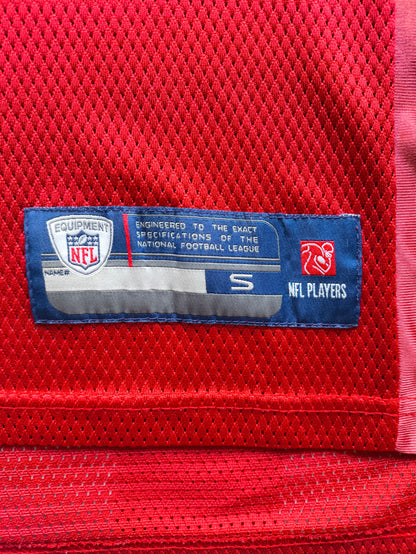 EQUIPMENT
NFL
NAME#
ENGINEERED TO THE EXACT
SPECIFICATIONS OF THE
NATIONAL FOOTBALL LEAGUE
S
NFL PLAYERS